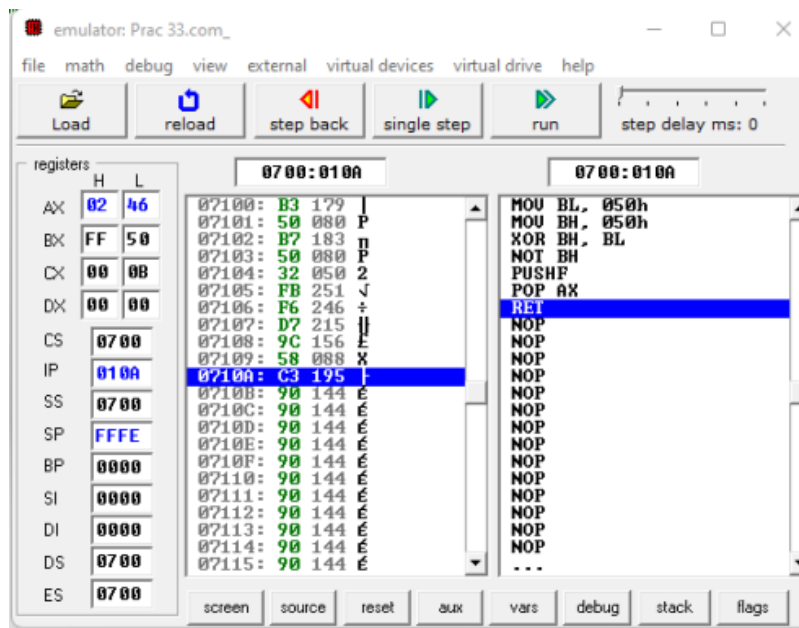 emulator: Prac 33.com_
file math debug view external virtual devices virtual drive help
Load reload step back single step run step delay ms: 0
registers
H L
AX 02 46
BX FF 50
CX 00 0B
DX 00 00
CS 0700
IP 010A
SS 0700
SP FFFE
BP 0000
SI 0000
DI 0000
DS 0700
ES 0700
0700:010A
07100: B3 179 |
07101: 50 080 P
07102: B7 183 π
07103: 50 080 P
07104: 32 050 2
07105: FB 251 √
07106: F6 246 ÷
07107: D7 215 ╫
07108: 9C 156 £
07109: 58 088 X
0710A: C3 195 ├
0710B: 90 144 É
0710C: 90 144 É
0710D: 90 144 É
0710E: 90 144 É
0710F: 90 144 É
07110: 90 144 É
07111: 90 144 É
07112: 90 144 É
07113: 90 144 É
07114: 90 144 É
07115: 90 144 É
0700:010A
MOV BL, 050h
MOV BH, 050h
XOR BH, BL
NOT BH
PUSHF
POP AX
RET
NOP
NOP
NOP
NOP
NOP
NOP
NOP
NOP
NOP
NOP
NOP
NOP
NOP
NOP
...
screen source reset aux vars debug stack flags